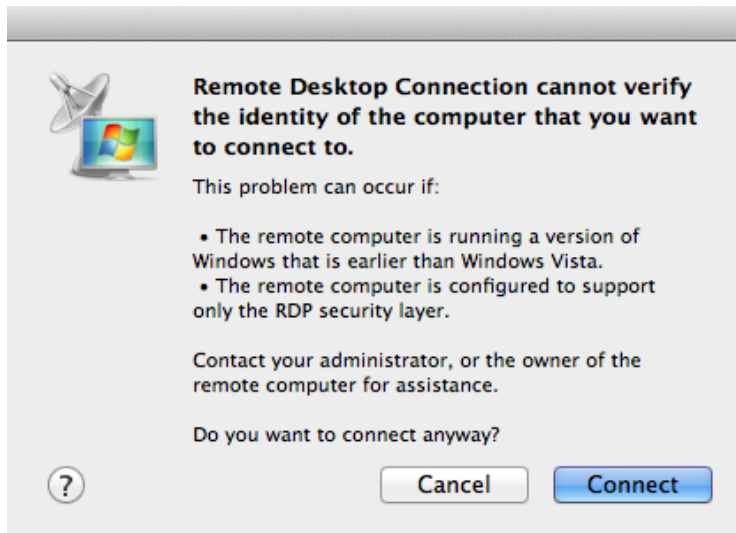 Remote Desktop Connection cannot verify
the identity of the computer that you want
to connect to.
This problem can occur if:
• The remote computer is running a version of
Windows that is earlier than Windows Vista.
• The remote computer is configured to support
only the RDP security layer.
Contact your administrator, or the owner of the
remote computer for assistance.
Do you want to connect anyway?
? Cancel Connect